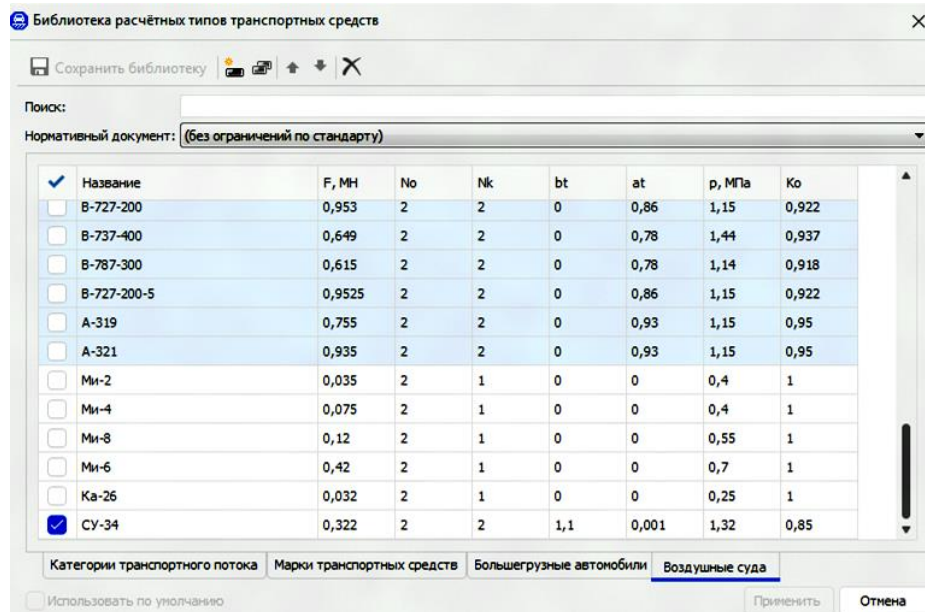 Библиотека расчётных типов транспортных средств
Сохранить библиотеку
Поиск:
Нормативный документ: (без ограничений по стандарту)
Название F, МН No Nk bt at p, МПа Ko
B-727-200 0,953 2 2 0 0,86 1,15 0,922
B-737-400 0,649 2 2 0 0,78 1,44 0,937
B-787-300 0,615 2 2 0 0,78 1,14 0,918
B-727-200-5 0,9525 2 2 0 0,86 1,15 0,922
A-319 0,755 2 2 0 0,93 1,15 0,95
A-321 0,935 2 2 0 0,93 1,15 0,95
Ми-2 0,035 2 1 0 0 0,4 1
Ми-4 0,075 2 1 0 0 0,4 1
Ми-8 0,12 2 1 0 0 0,55 1
Ми-6 0,42 2 1 0 0 0,7 1
Ка-26 0,032 2 1 0 0 0,25 1
СУ-34 0,322 2 2 1,1 0,001 1,32 0,85
Категории транспортного потока Марки транспортных средств Большегрузные автомобили Воздушные суда
Использовать по умолчанию Применить Отмена